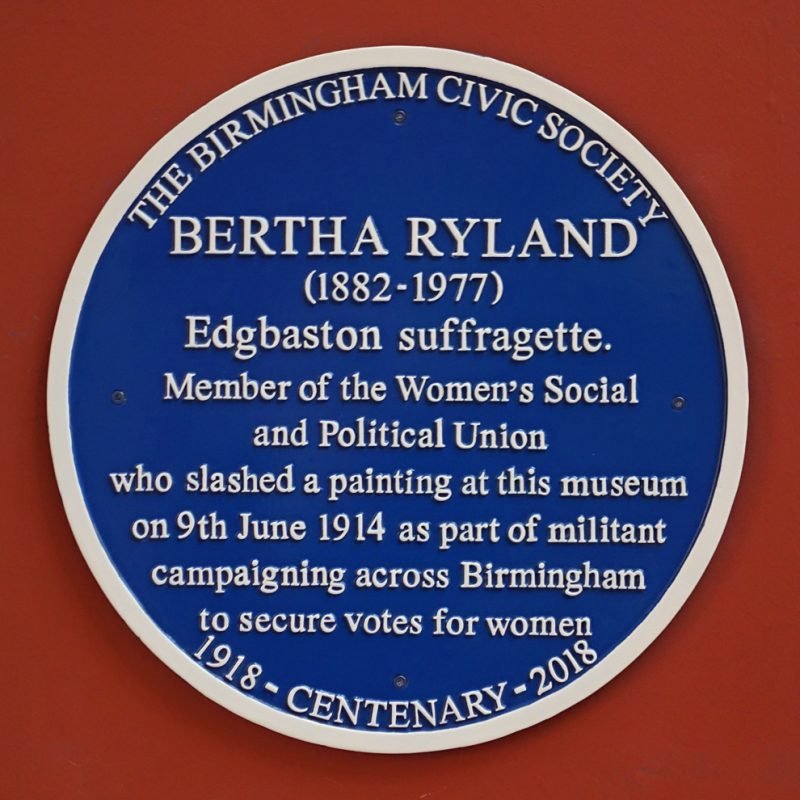 THE BIRMINGHAM CIVIC SOCIETY
BERTHA RYLAND
(1882-1977)
Edgbaston suffragette.
Member of the Women's Social
and Political Union
who slashed a painting at this museum
on 9th June 1914 as part of militant
campaigning across Birmingham
to secure votes for women
1918 - CENTENARY - 2018